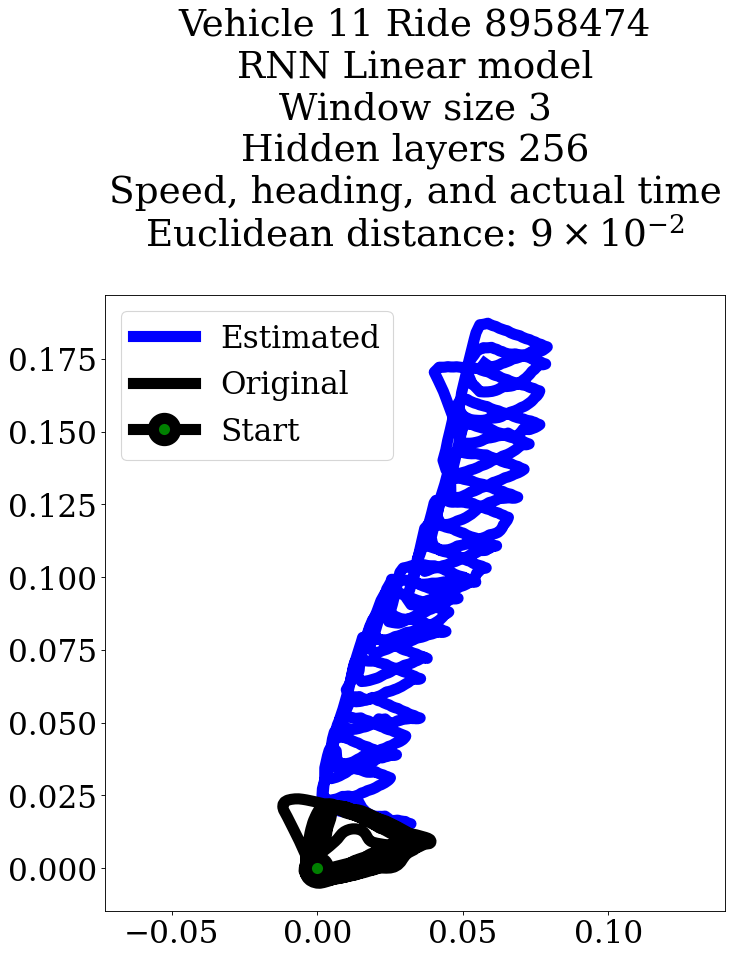 Vehicle 11 Ride 8958474
RNN Linear model
Window size 3
Hidden layers 256
Speed, heading, and actual time
Euclidean distance: 9 × 10⁻²
Estimated
Original
Start
0.175
0.150
0.125
0.100
0.075
0.050
0.025
0.000
−0.05 0.00 0.05 0.10